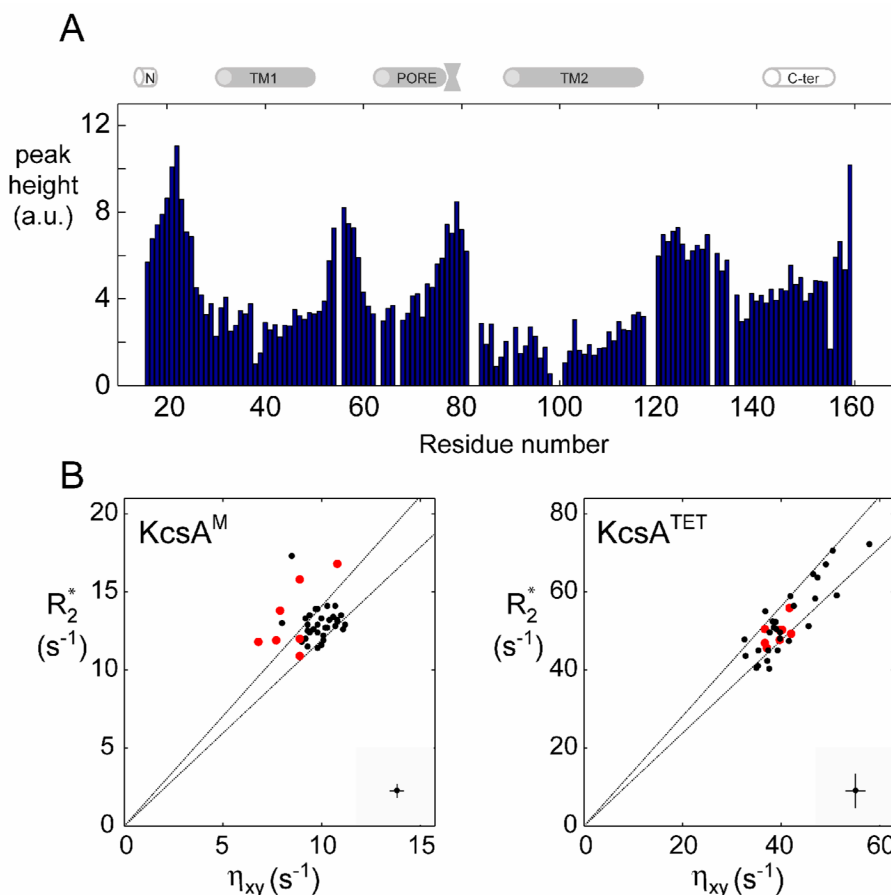 A
N TM1 PORE TM2 C-ter
12
peak
height
(a.u.)
8
4
0
20 40 60 80 100 120 140 160
Residue number
B
20
KcsA^M
15
R₂*
(s⁻¹)
10
5
0
0 5 10 15
η_xy (s⁻¹)
80
KcsA^TET
60
R₂*
(s⁻¹)
40
20
0
0 20 40 60
η_xy (s⁻¹)